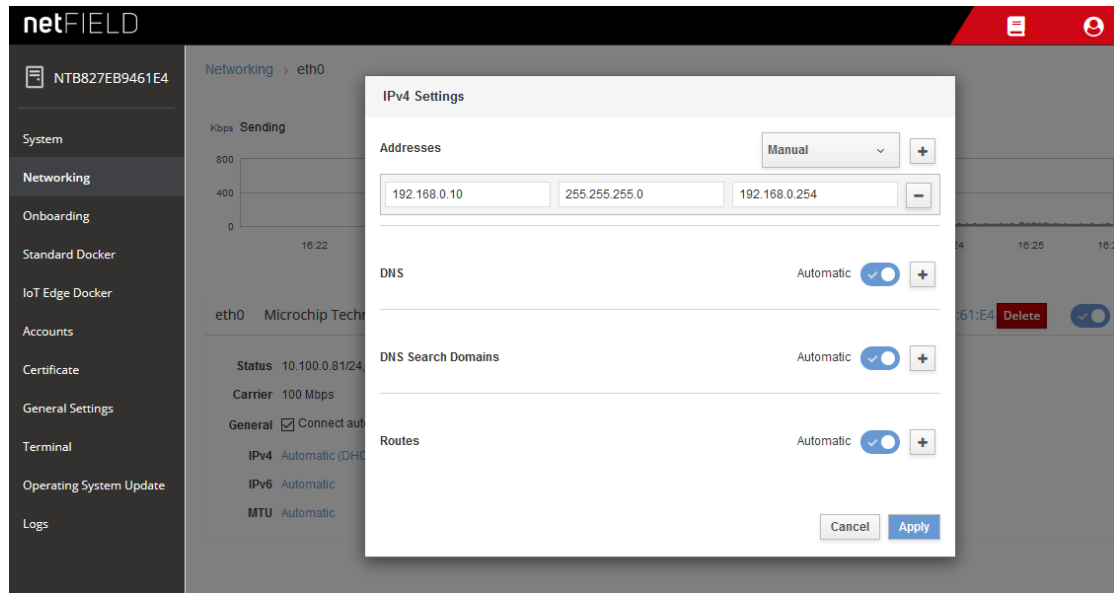 netFIELD
NTB827EB9461E4
System
Networking
Onboarding
Standard Docker
IoT Edge Docker
Accounts
Certificate
General Settings
Terminal
Operating System Update
Logs
Networking > eth0
Kbps Sending
800
400
0
16:22
24 16:25
eth0 Microchip Techn
:61:E4 Delete
Status 10.100.0.81/24,
Carrier 100 Mbps
General Connect aut
IPv4 Automatic (DHC
IPv6 Automatic
MTU Automatic
IPv4 Settings
Addresses Manual +
192.168.0.10 255.255.255.0 192.168.0.254 −
DNS Automatic +
DNS Search Domains Automatic +
Routes Automatic +
Cancel Apply